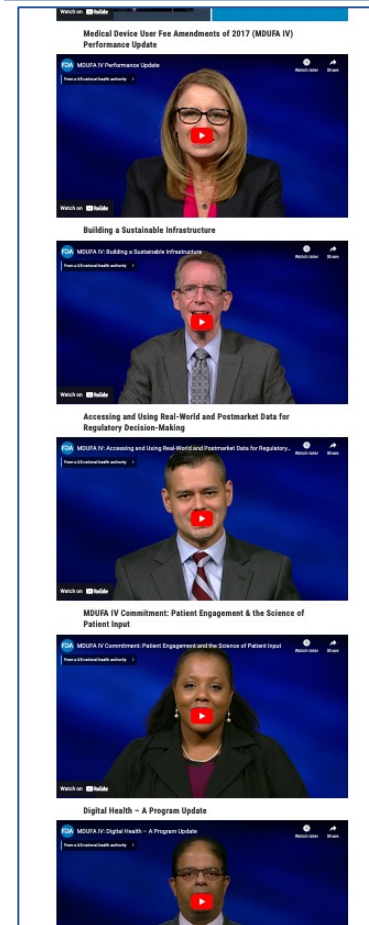 Watch on YouTube
Medical Device User Fee Amendments of 2017 (MDUFA IV)
Performance Update
FDA MDUFA IV Performance Update
Watch later Share
From a US national health authority
Watch on YouTube
Building a Sustainable Infrastructure
FDA MDUFA IV: Building a Sustainable Infrastructure
Watch later Share
From a US national health authority
Watch on YouTube
Accessing and Using Real-World and Postmarket Data for
Regulatory Decision-Making
FDA MDUFA IV: Accessing and Using Real-World and Postmarket Data for Regulatory...
Watch later Share
From a US national health authority
Watch on YouTube
MDUFA IV Commitment: Patient Engagement & the Science of
Patient Input
FDA MDUFA IV Commitment: Patient Engagement and the Science of Patient Input
Watch later Share
From a US national health authority
Watch on YouTube
Digital Health – A Program Update
FDA MDUFA IV: Digital Health – A Program Update
Watch later Share
From a US national health authority